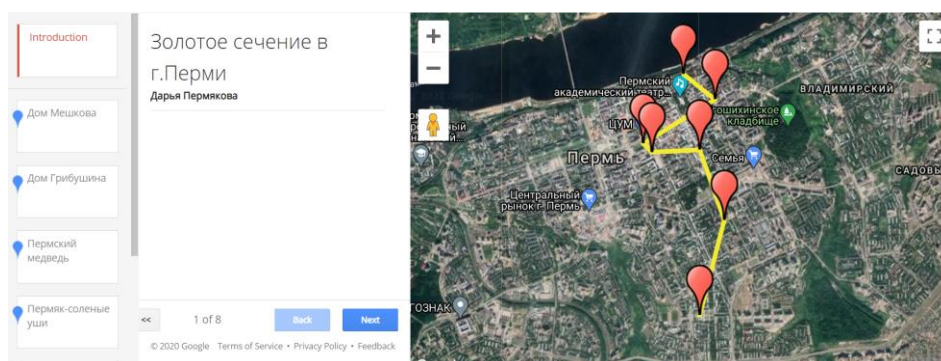 Introduction
Дом Мешкова
Дом Грибушина
Пермский
медведь
Пермяк-соленые
уши
Золотое сечение в
г.Перми
Дарья Пермякова
<<
1 of 8
Back
Next
© 2020 Google Terms of Service • Privacy Policy • Feedback
+
−
Пермский
академический театр...
ВЛАДИМИРСКИЙ
кладбище
ЦУМ
Пермь
Семья
Центральный
рынок г. Пермь
ГОЗНАК